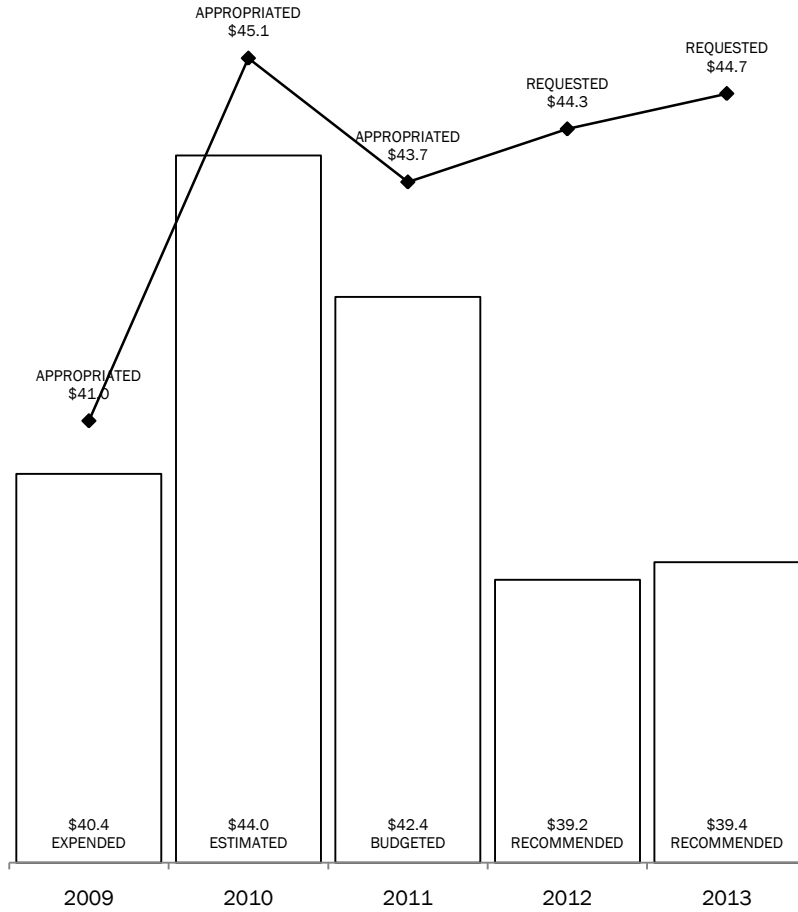 APPROPRIATED
$45.1
REQUESTED
$44.7
REQUESTED
$44.3
APPROPRIATED
$43.7
APPROPRIATED
$41.0
$40.4
EXPENDED
$44.0
ESTIMATED
$42.4
BUDGETED
$39.2
RECOMMENDED
$39.4
RECOMMENDED
2009
2010
2011
2012
2013